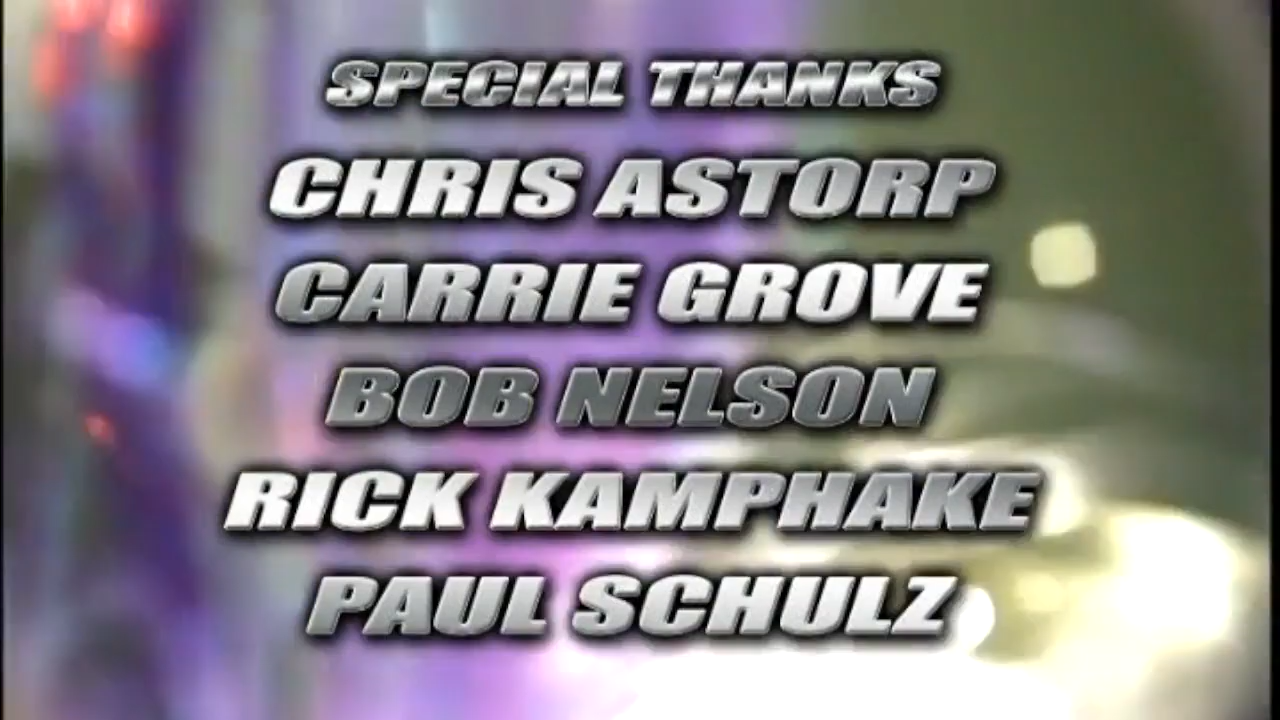 SPECIAL THANKS
CHRIS ASTORP
CARRIE GROVE
BOB NELSON
RICK KAMPHAKE
PAUL SCHULZ